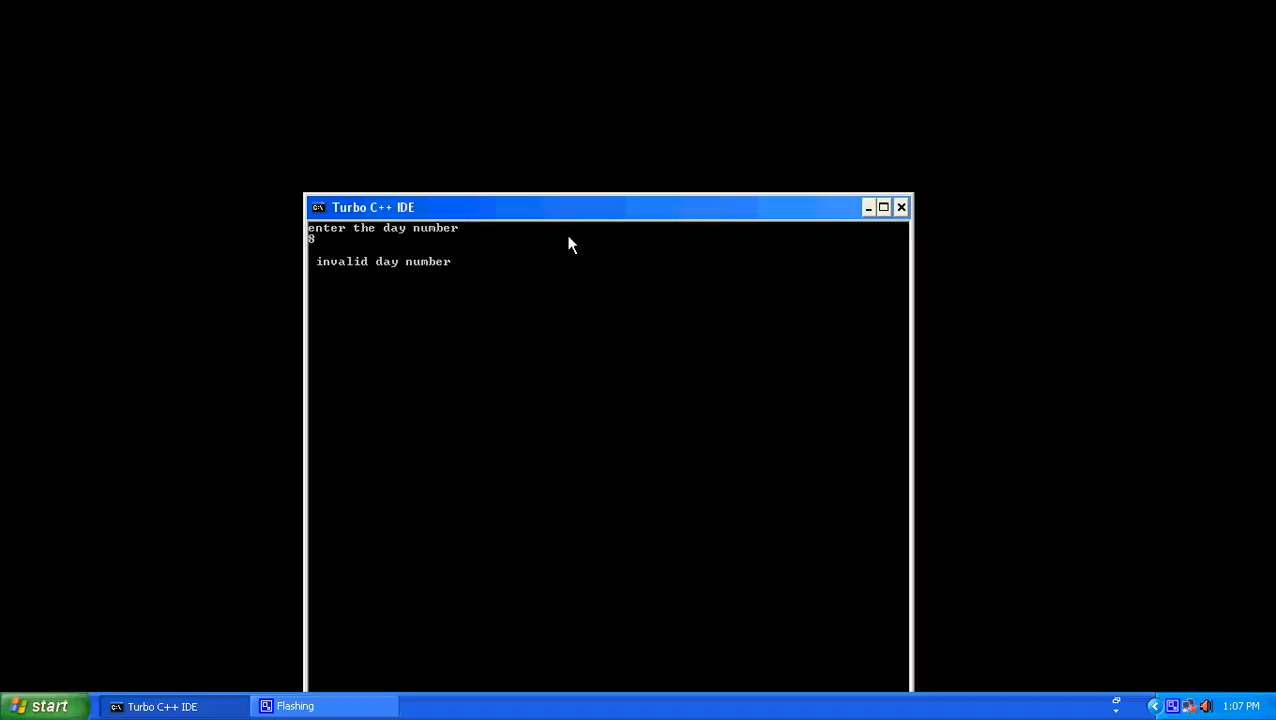 Turbo C++ IDE
enter the day number
8
invalid day number
start
Turbo C++ IDE
Flashing
1:07 PM